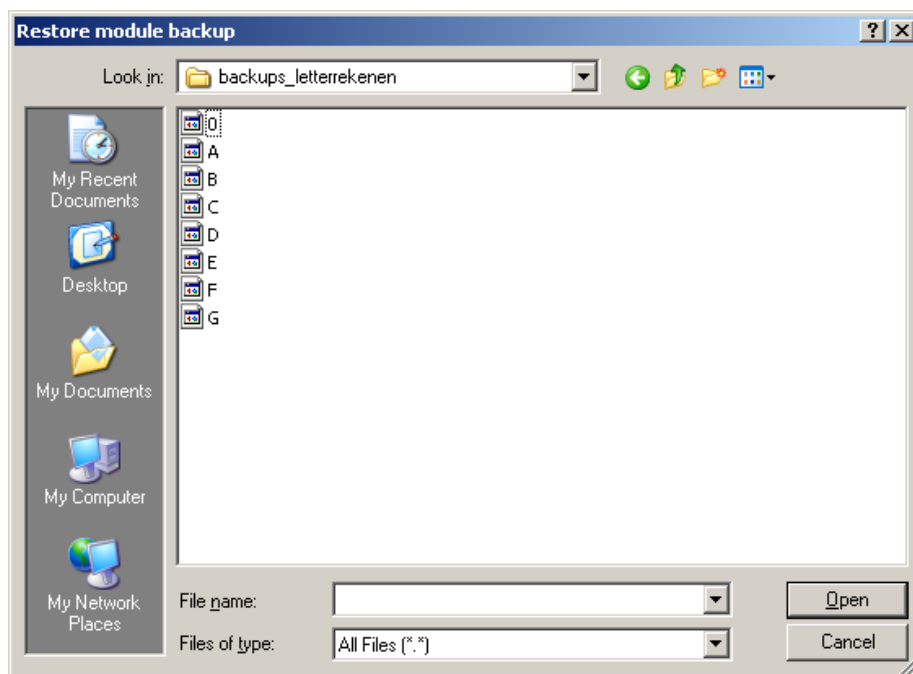 Restore module backup
Look in:
backups_letterrekenen
0
A
B
C
D
E
F
G
My Recent
Documents
Desktop
My Documents
My Computer
My Network
Places
File name:
Open
Files of type:
All Files (*.*)
Cancel